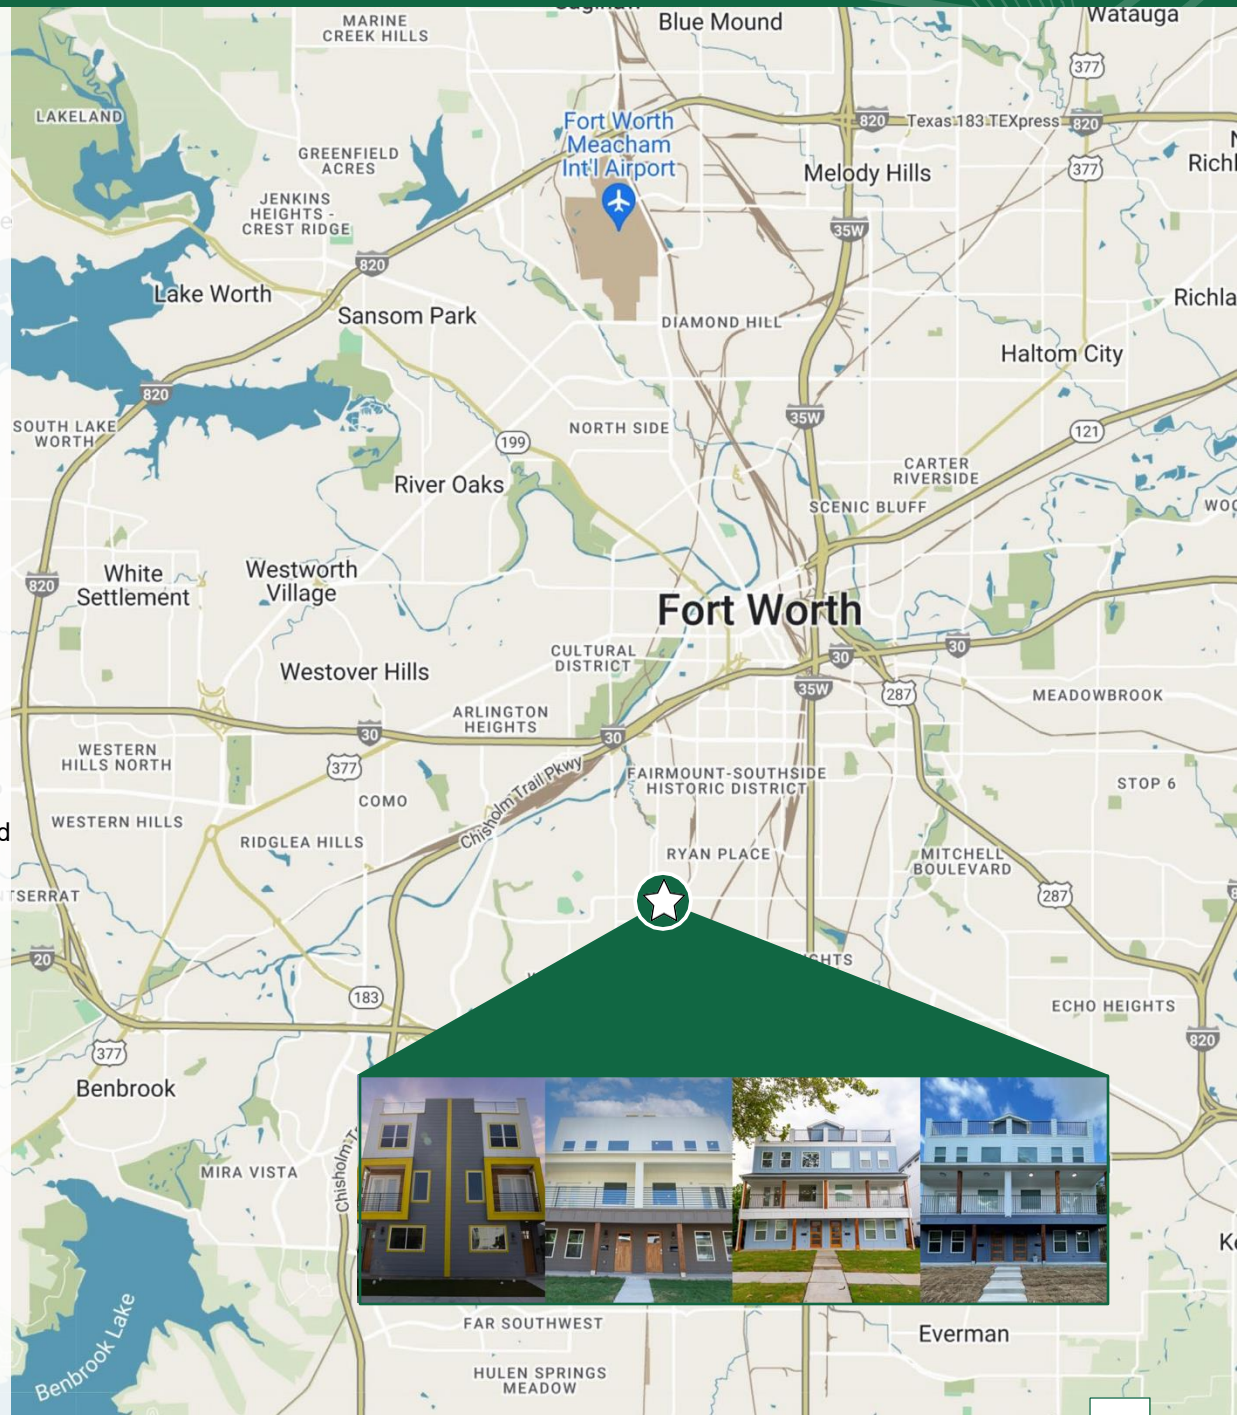 MARINE
CREEK HILLS
Blue Mound
Watauga
377
LAKELAND
Fort Worth
Meacham
Int'l Airport
820
Texas 183 TEXpress
820
GREENFIELD
ACRES
Melody Hills
377
JENKINS
HEIGHTS -
CREST RIDGE
35W
820
Lake Worth
Sansom Park
DIAMOND HILL
Haltom City
820
35W
SOUTH LAKE
WORTH
199
NORTH SIDE
121
CARTER
RIVERSIDE
River Oaks
SCENIC BLUFF
White
Settlement
Westworth
Village
820
Fort Worth
CULTURAL
DISTRICT
30
30
Westover Hills
35W
287
MEADOWBROOK
ARLINGTON
HEIGHTS
30
30
WESTERN
HILLS NORTH
377
Chisholm Trail Pkwy
FAIRMOUNT-SOUTHSIDE
HISTORIC DISTRICT
STOP 6
COMO
WESTERN HILLS
d
RIDGLEA HILLS
RYAN PLACE
MITCHELL
BOULEVARD
TSERRAT
287
20
GHTS
183
ECHO HEIGHTS
377
820
Benbrook
MIRA VISTA
Chisholm T
Benbrook Lake
FAR SOUTHWEST
Everman
HULEN SPRINGS
MEADOW